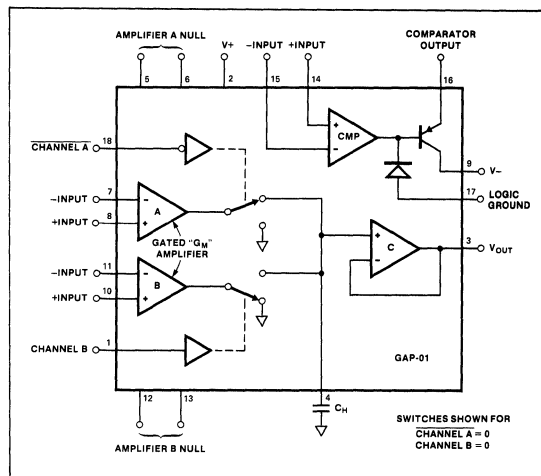 AMPLIFIER A NULL
V+
−INPUT
+INPUT
COMPARATOR
OUTPUT
5
6
2
15
14
16
CHANNEL A
18
CMP
+
−
9
V−
17
LOGIC
GROUND
−INPUT
7
−
A
+INPUT
8
+
GATED "GM"
AMPLIFIER
+
C
−
3
VOUT
−INPUT
11
−
B
+INPUT
10
+
CHANNEL B
1
GAP-01
12
13
4
CH
AMPLIFIER B NULL
SWITCHES SHOWN FOR
CHANNEL A = 0
CHANNEL B = 0